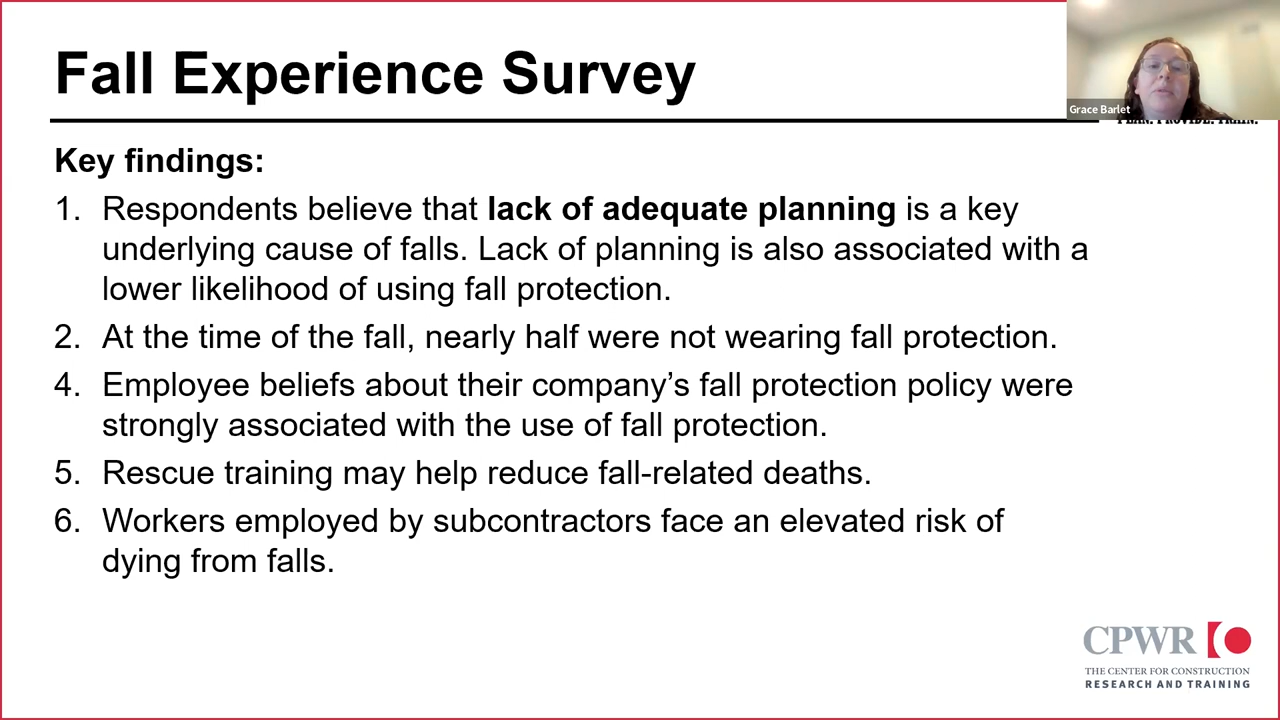 Fall Experience Survey
Grace Barlet
Key findings:
1. Respondents believe that lack of adequate planning is a key
underlying cause of falls. Lack of planning is also associated with a
lower likelihood of using fall protection.
2. At the time of the fall, nearly half were not wearing fall protection.
4. Employee beliefs about their company’s fall protection policy were
strongly associated with the use of fall protection.
5. Rescue training may help reduce fall-related deaths.
6. Workers employed by subcontractors face an elevated risk of
dying from falls.
CPWR
THE CENTER FOR CONSTRUCTION
RESEARCH AND TRAINING